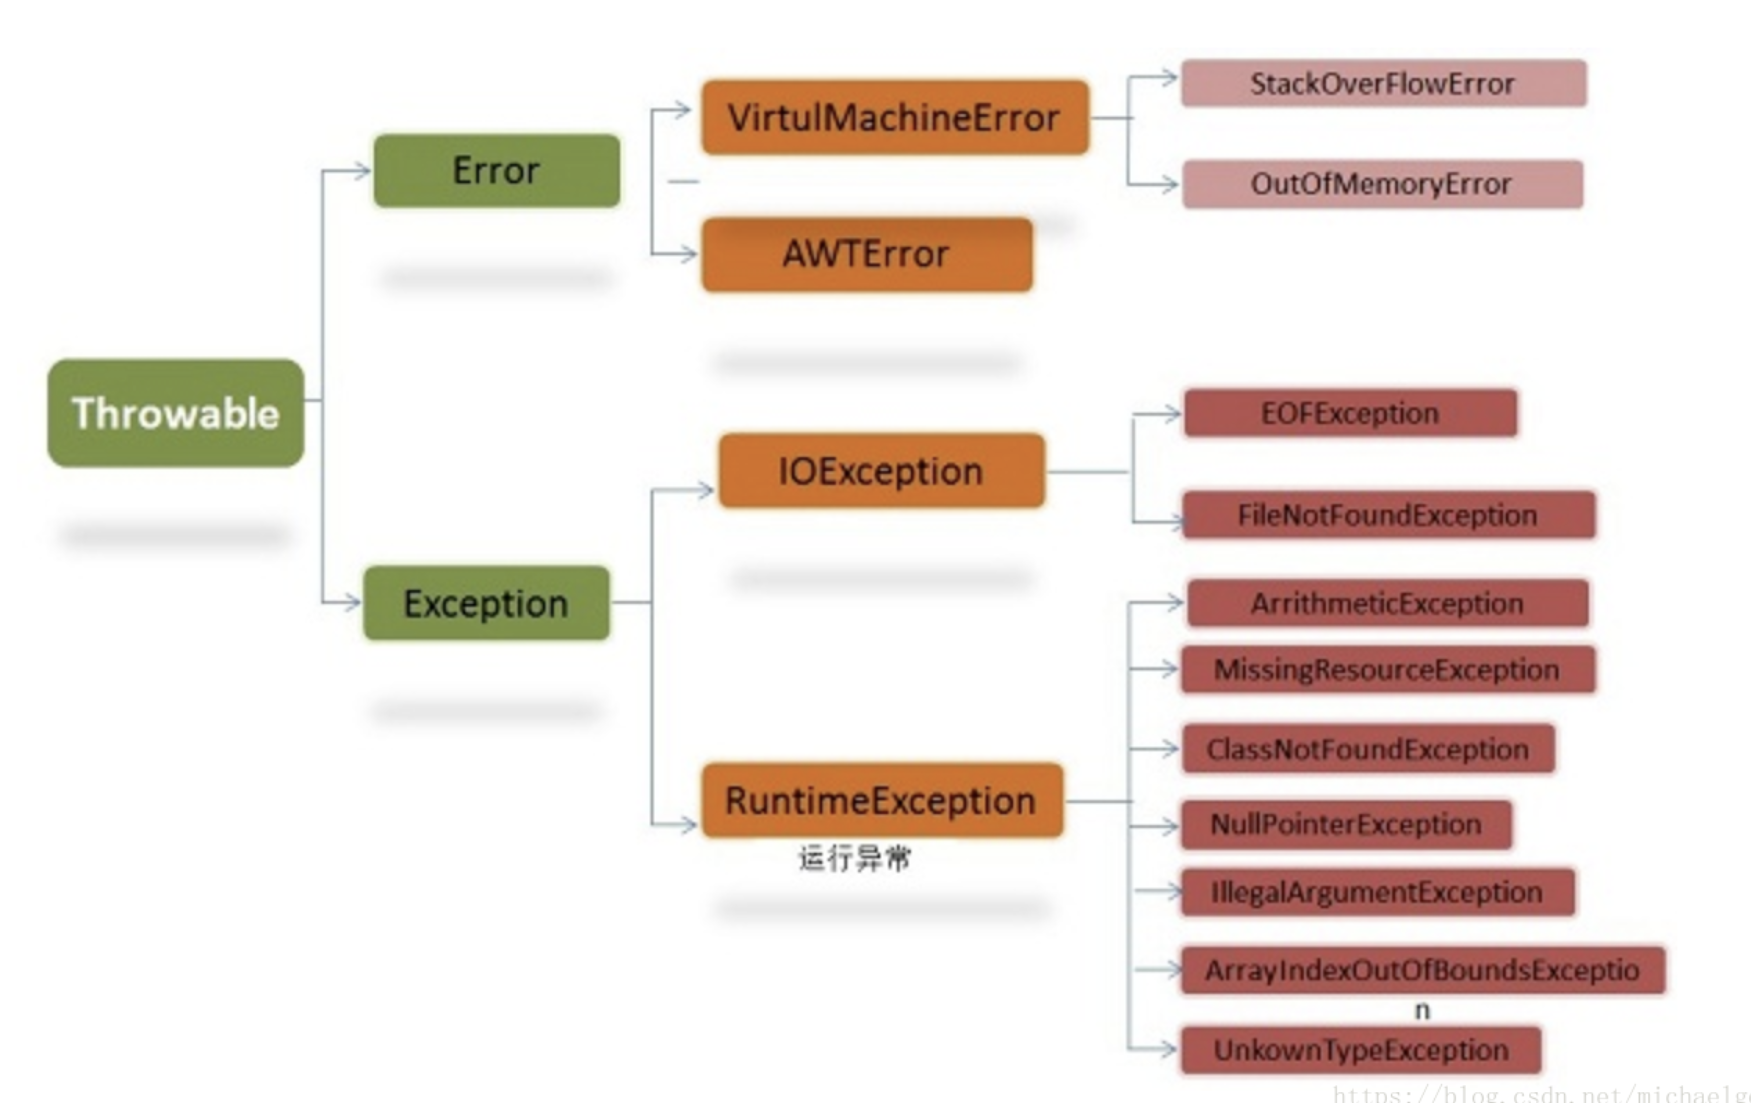 Throwable
Error
VirtulMachineError
StackOverFlowError
OutOfMemoryError
AWTError
Exception
IOException
EOFException
FileNotFoundException
RuntimeException
运行异常
ArrithmeticException
MissingResourceException
ClassNotFoundException
NullPointerException
IllegalArgumentException
ArrayIndexOutOfBoundsExceptio
n
UnkownTypeException
https://blog.csdn.net/michaelg